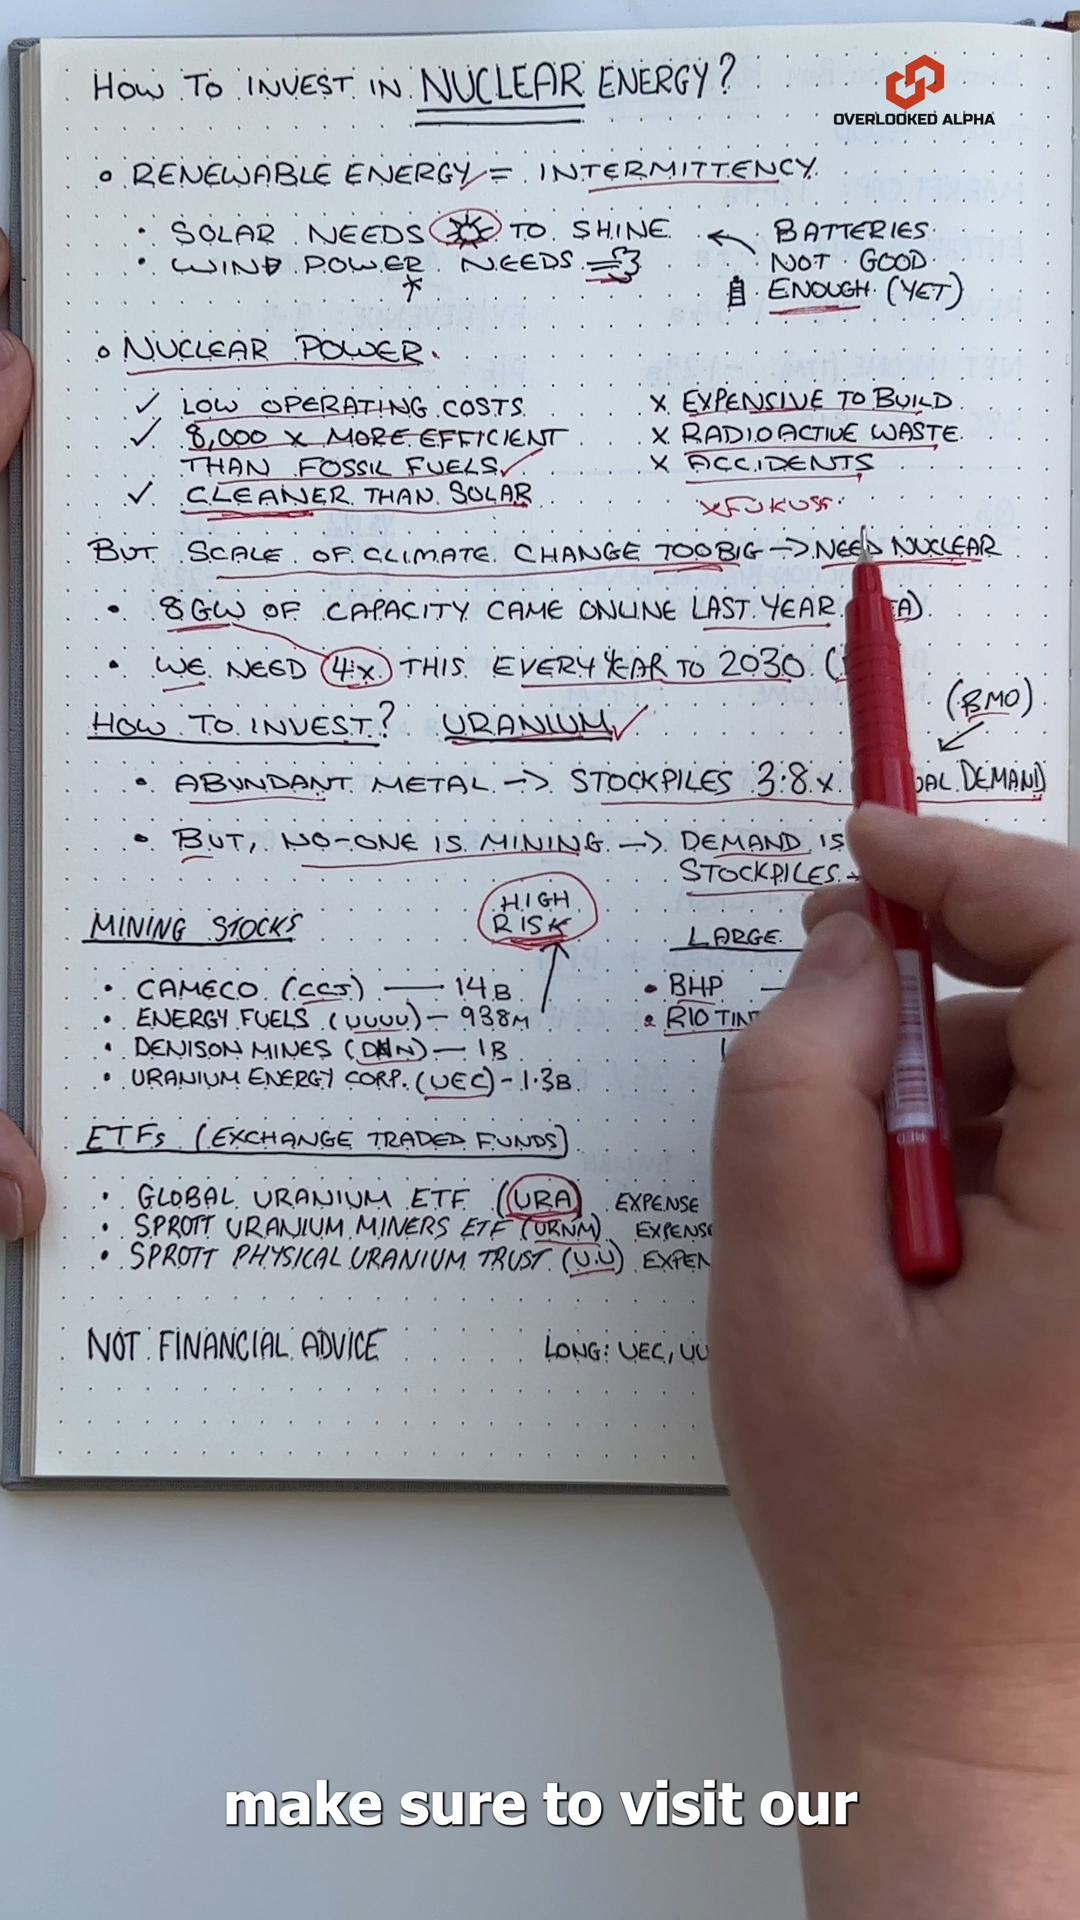 HOW TO INVEST IN NUCLEAR ENERGY?
OVERLOOKED ALPHA
RENEWABLE ENERGY = INTERMITTENCY
SOLAR NEEDS TO SHINE
WIND POWER NEEDS
BATTERIES
NOT GOOD
ENOUGH (YET)
NUCLEAR POWER
✓ LOW OPERATING COSTS
✓ 8,000 X MORE EFFICIENT
THAN FOSSIL FUELS
✓ CLEANER THAN SOLAR
X EXPENSIVE TO BUILD
X RADIOACTIVE WASTE
X ACCIDENTS
BUT SCALE OF CLIMATE CHANGE TOO BIG → NEED NUCLEAR
8GW OF CAPACITY CAME ONLINE LAST YEAR
WE NEED 4x THIS EVERY YEAR TO 2030
HOW TO INVEST? URANIUM
(BMO)
ABUNDANT METAL → STOCKPILES 3.8x DEMAND
BUT, NO-ONE IS MINING → DEMAND IS
STOCKPILES
HIGH
RISK
MINING STOCKS
CAMECO (CCJ) — 14B
ENERGY FUELS (UUUU) — 938M
DENISON MINES (DNN) — 1B
URANIUM ENERGY CORP. (UEC) - 1.3B
LARGE
BHP
RIO
ETFs (EXCHANGE TRADED FUNDS)
GLOBAL URANIUM ETF (URA) EXPENSE
SPROTT URANIUM MINERS ETF (URNM) EXPENSE
SPROTT PHYSICAL URANIUM TRUST (U.U)
NOT FINANCIAL ADVICE
LONG: UEC,
RED
make sure to visit our